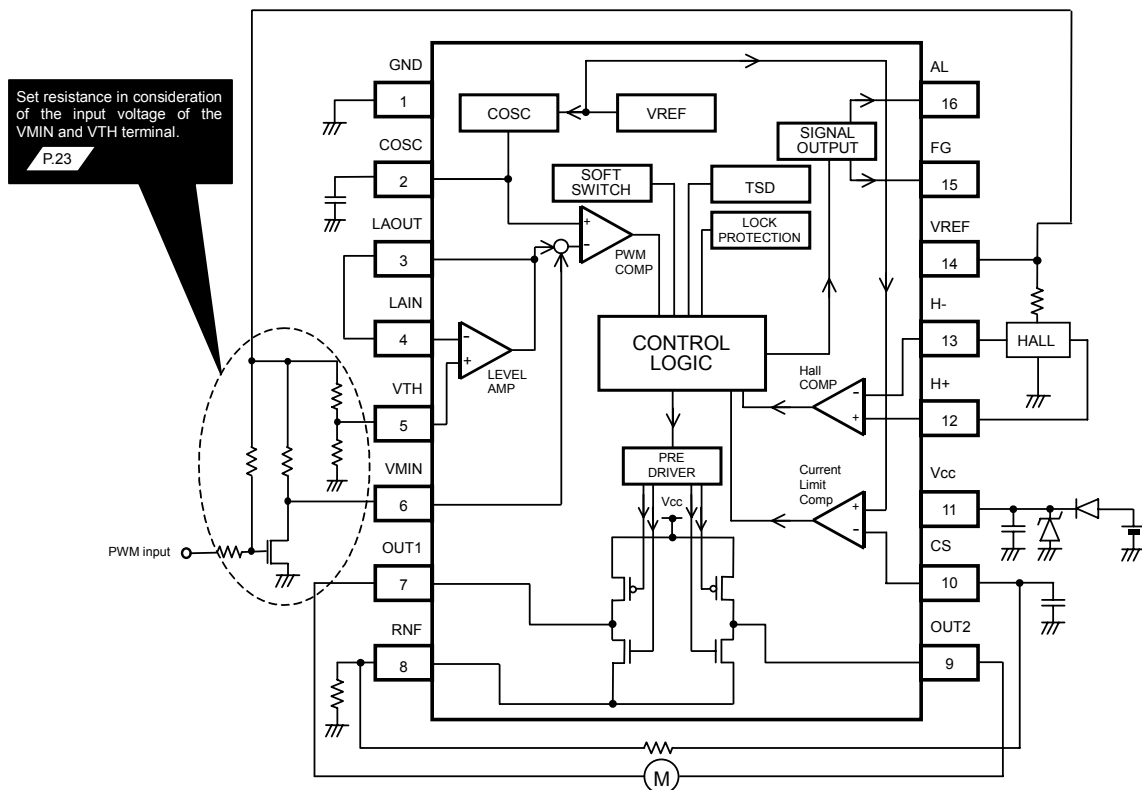 Set resistance in consideration
of the input voltage of the
VMIN and VTH terminal.
P.23
GND
1
COSC
2
LAOUT
3
LAIN
4
VTH
5
VMIN
6
PWM input
OUT1
7
RNF
8
COSC
VREF
SOFT
SWITCH
TSD
LOCK
PROTECTION
SIGNAL
OUTPUT
+
-
PWM
COMP
-
+
LEVEL
AMP
CONTROL
LOGIC
Hall
COMP
-
+
PRE
DRIVER
Vcc
Current
Limit
Comp
+
-
AL
16
FG
15
VREF
14
H-
13
HALL
H+
12
Vcc
11
CS
10
OUT2
9
M